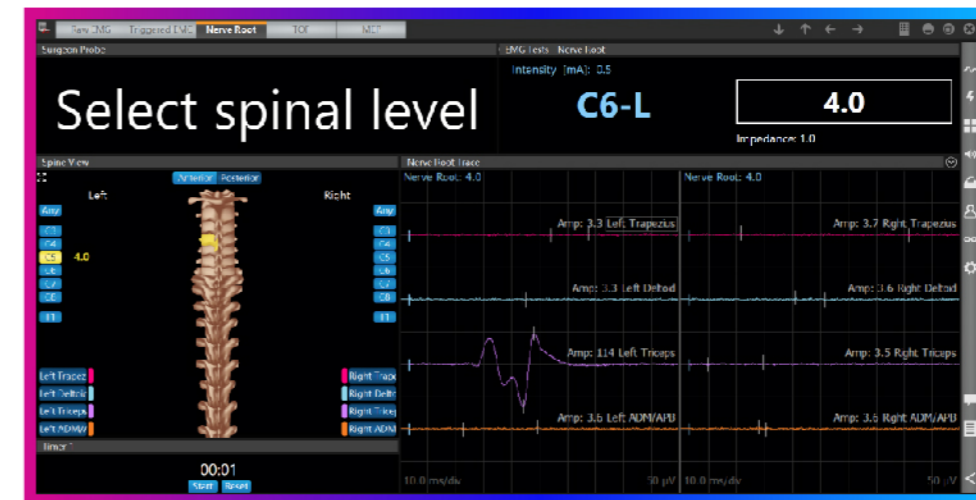 Raw EMG Triggered EMG Nerve Root TOF MEP
Surgeon Probe
EMG Tests Nerve Root
Select spinal level
Intensity [mA]: 0.5
C6-L
4.0
Impedance: 1.0
Spine View
Nerve Root Trace
Anterior Posterior
Left
Right
Any
Any
C3
C3
C4
C4
C5 4.0
C5
C6
C6
C7
C7
C8
C8
T1
T1
Left Trapez
Right Trape
Left Deltoid
Right Delto
Left Triceps
Right Tricep
Left ADM/A
Right ADM
Nerve Root: 4.0
Nerve Root: 4.0
Amp: 3.3 Left Trapezius
Amp: 3.7 Right Trapezius
Amp: 3.3 Left Deltoid
Amp: 3.6 Right Deltoid
Amp: 114 Left Triceps
Amp: 3.5 Right Triceps
Amp: 3.6 Left ADM/APB
Amp: 3.6 Right ADM/APB
10.0 ms/div
50 µV
10.0 ms/div
50 µV
Timer 1
00:01
Start Reset